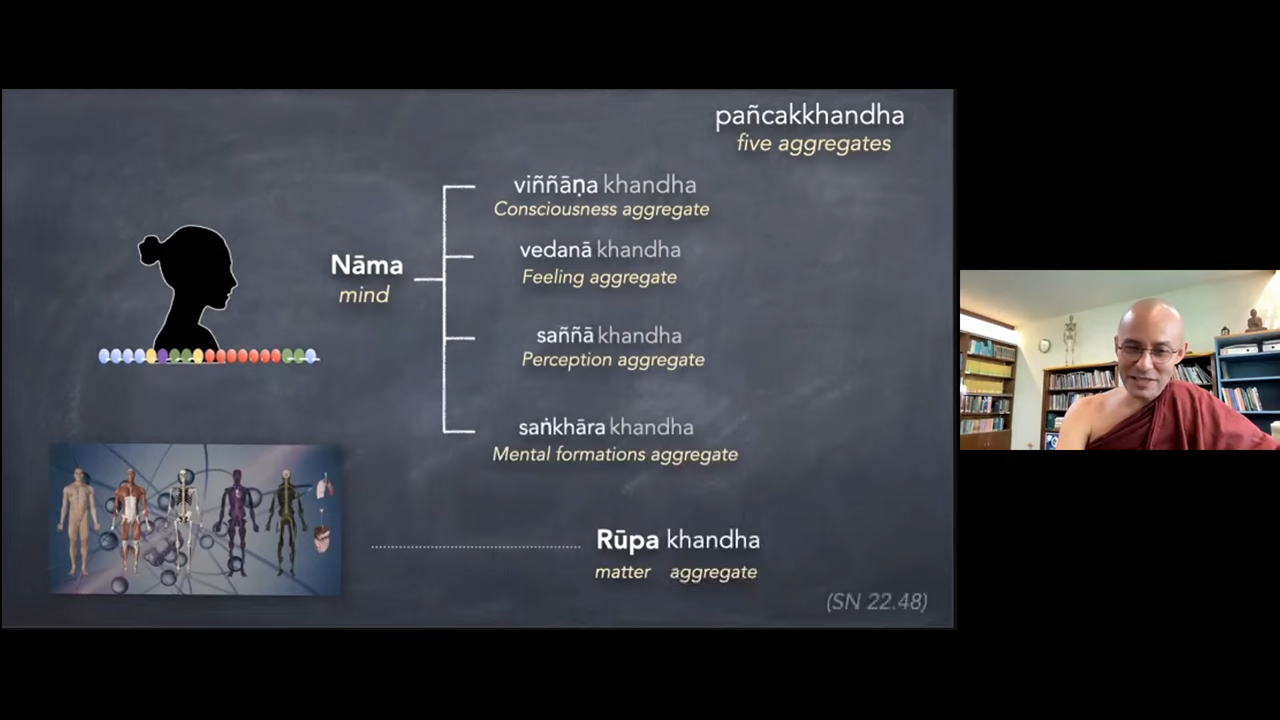 pañcakkhandha
five aggregates
viññāṇa khandha
Consciousness aggregate
vedanā khandha
Feeling aggregate
Nāma
mind
saññā khandha
Perception aggregate
saṅkhāra khandha
Mental formations aggregate
Rūpa khandha
matter aggregate
(SN 22.48)